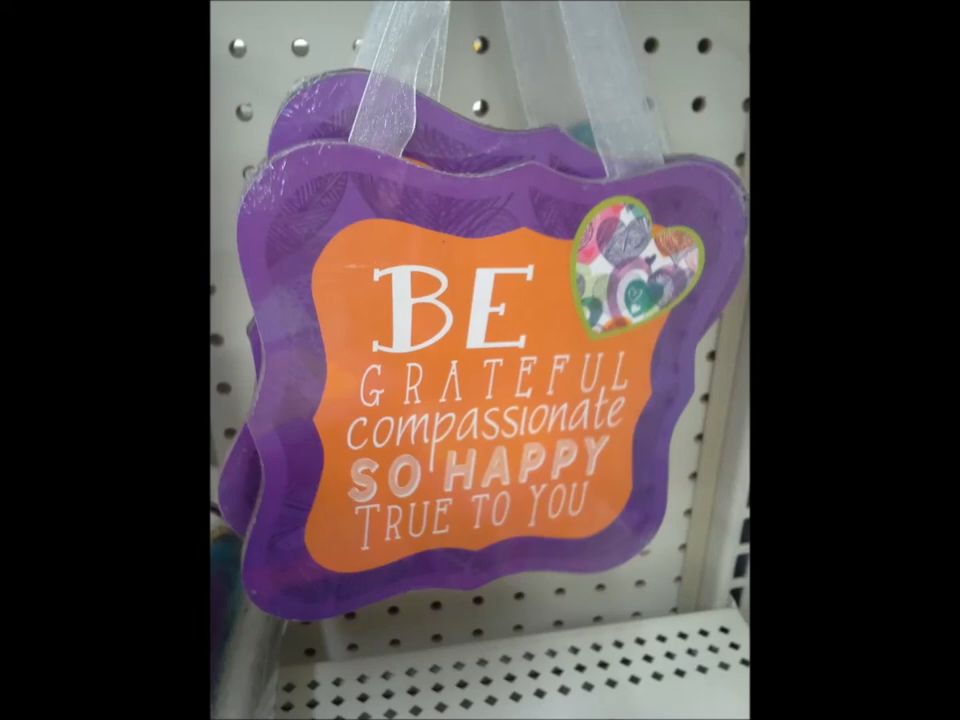 BE
GRATEFUL
compassionate
SO HAPPY
TRUE TO YOU